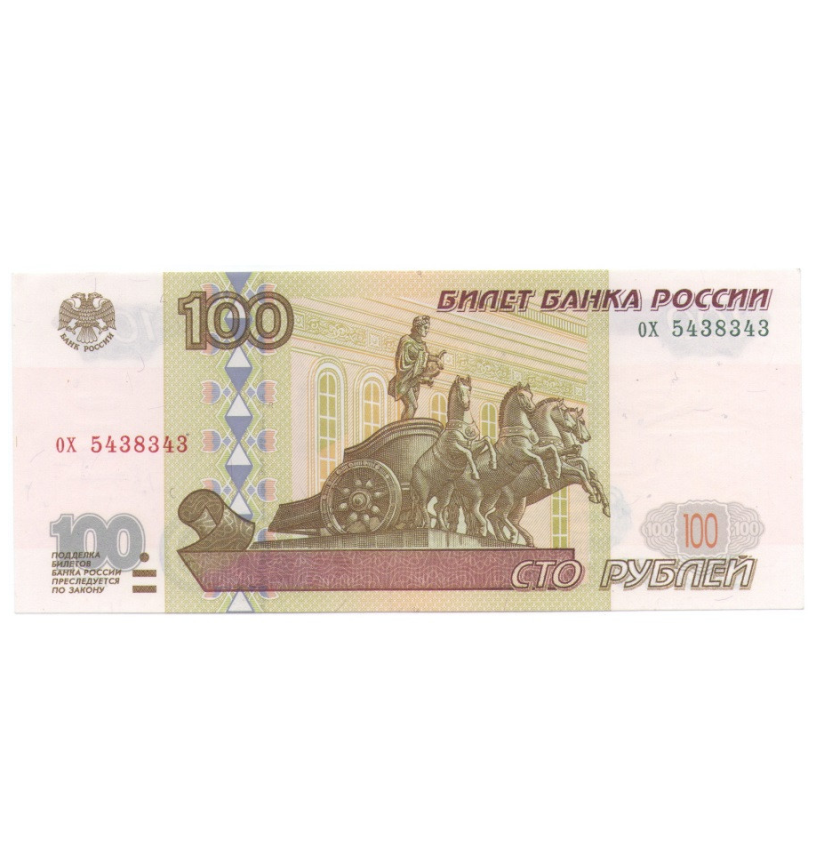 100
БИЛЕТ БАНКА РОССИИ
ох 5438343
БАНК РОССИИ
ох 5438343
100
ПОДДЕЛКА
БИЛЕТОВ
БАНКА РОССИИ
ПРЕСЛЕДУЕТСЯ
ПО ЗАКОНУ
100 100 100
СТО РУБЛЕЙ